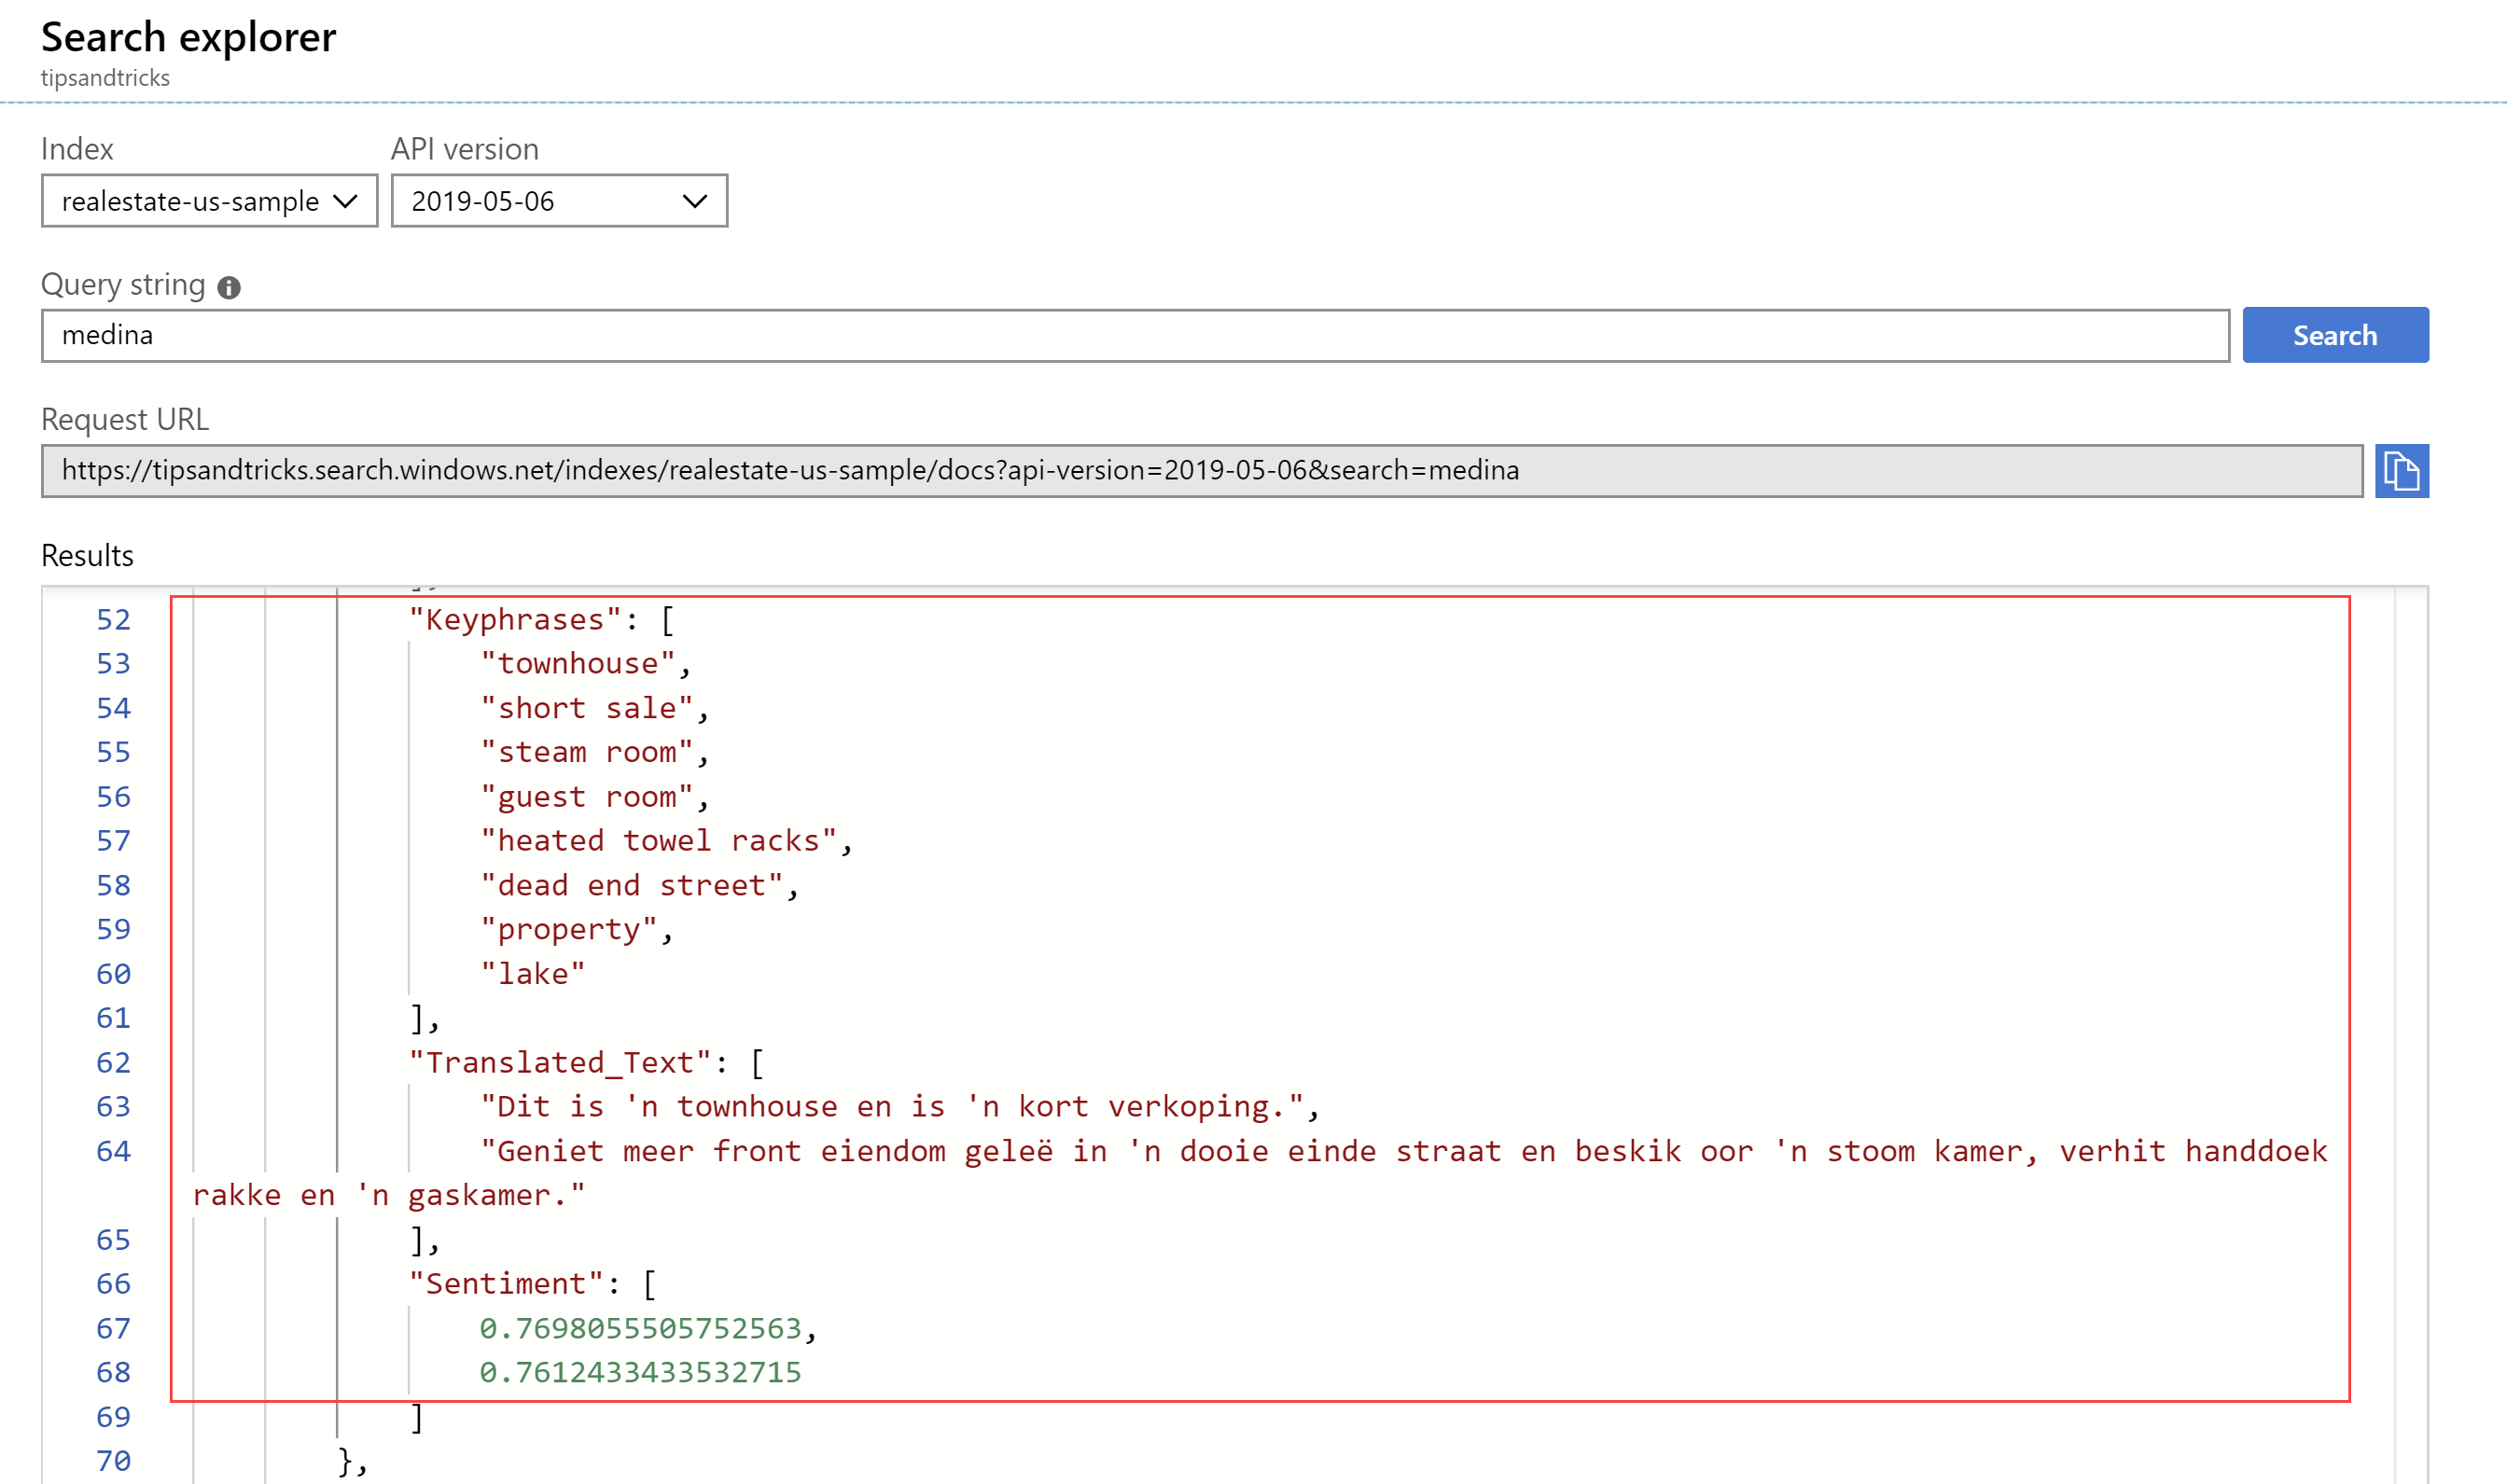 Search explorer
tipsandtricks
Index API version
realestate-us-sample 2019-05-06
Query string
medina Search
Request URL
https://tipsandtricks.search.windows.net/indexes/realestate-us-sample/docs?api-version=2019-05-06&search=medina
Results
52 "Keyphrases": [
53 "townhouse",
54 "short sale",
55 "steam room",
56 "guest room",
57 "heated towel racks",
58 "dead end street",
59 "property",
60 "lake"
61 ],
62 "Translated_Text": [
63 "Dit is 'n townhouse en is 'n kort verkoping.",
64 "Geniet meer front eiendom geleë in 'n dooie einde straat en beskik oor 'n stoom kamer, verhit handdoek
rakke en 'n gaskamer."
65 ],
66 "Sentiment": [
67 0.7698055505752563,
68 0.7612433433532715
69 ]
70 },